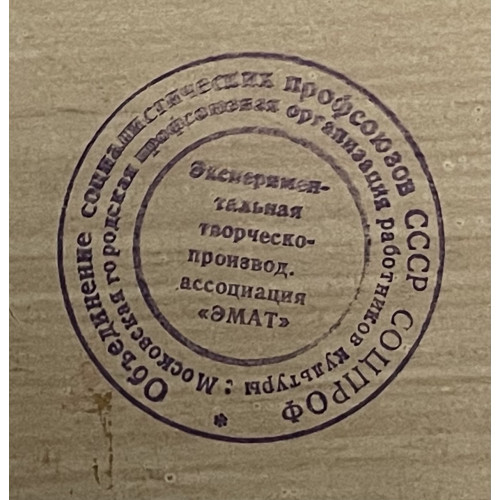 Объединение социалистических профсоюзов СССР СОЦПРОФ
Московская городская профсоюзная организация работников культуры :
*
Эксперимен-
тальная
творческо-
производ.
ассоциация
«ЭМАТ»